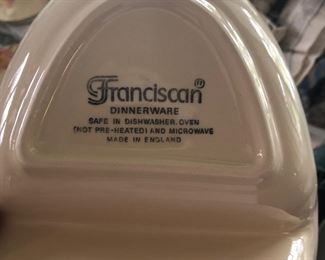 Franciscan ®
DINNERWARE
SAFE IN DISHWASHER, OVEN
(NOT PRE-HEATED) AND MICROWAVE
MADE IN ENGLAND